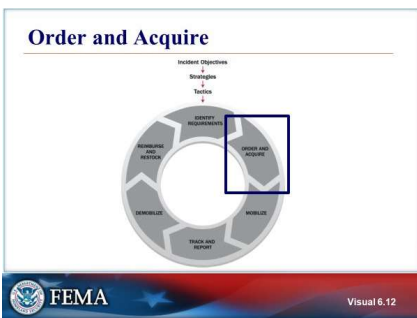 Order and Acquire
Incident Objectives
Strategies
Tactics
IDENTIFY
REQUIREMENTS
ORDER AND
ACQUIRE
MOBILIZE
TRACK AND
REPORT
DEMOBILIZE
REIMBURSE
AND
RESTOCK
FEMA
Visual 6.12